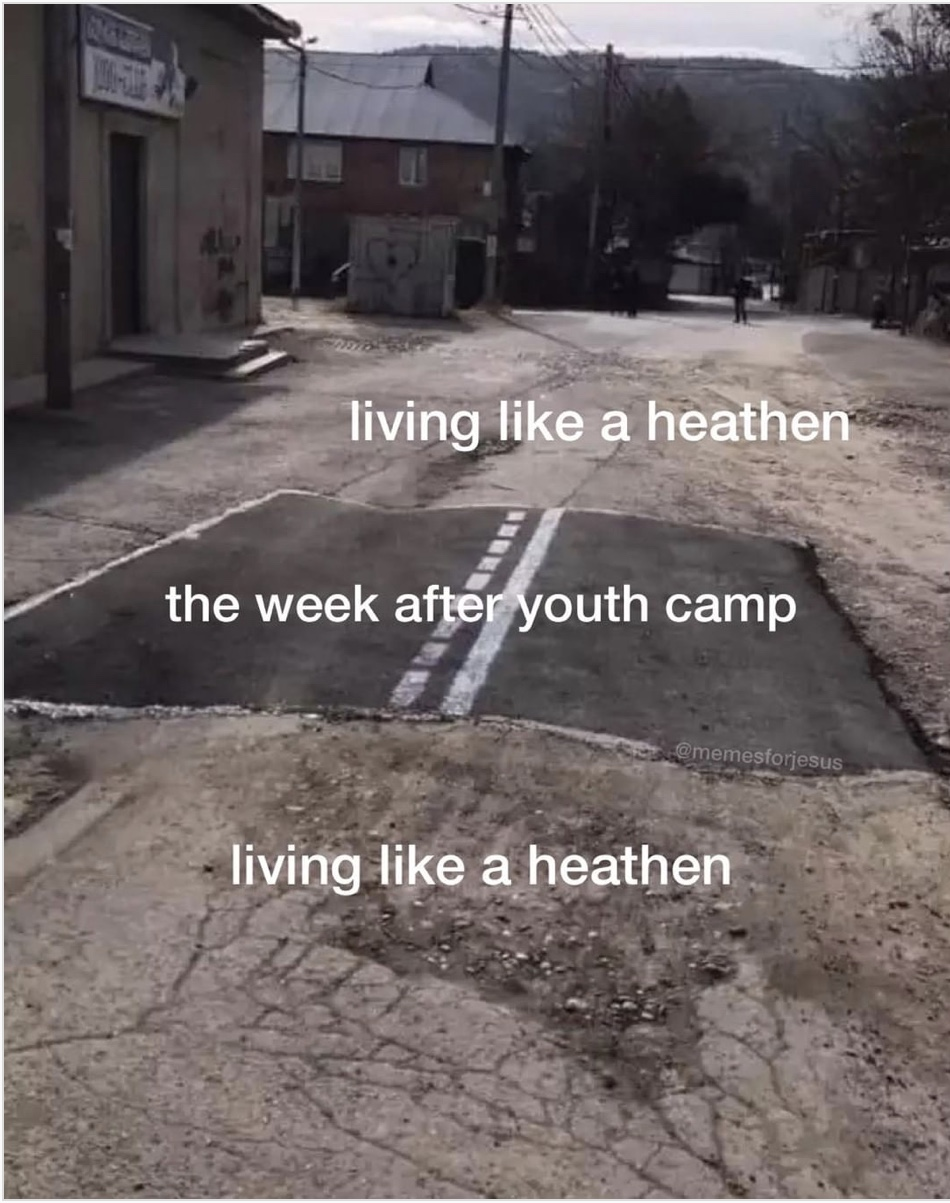 living like a heathen
the week after youth camp
@memesforjesus
living like a heathen